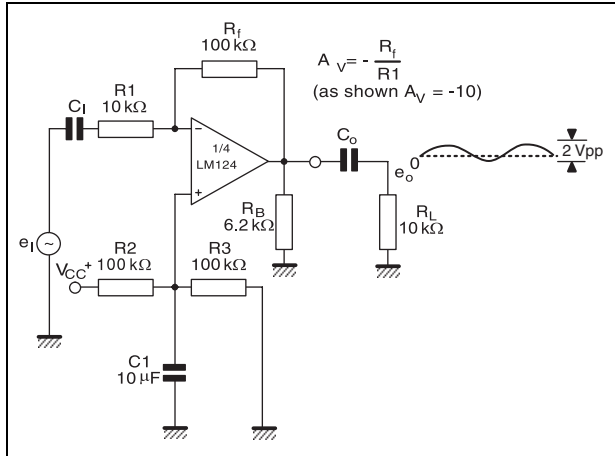 Rf
100 kΩ
A V = - Rf
R1
(as shown AV = -10)
CI
R1
10 kΩ
1/4
LM124
Co
eo
0
2 Vpp
RB
6.2 kΩ
RL
10 kΩ
eI
~
VCC+
R2
100 kΩ
R3
100 kΩ
C1
10 µF